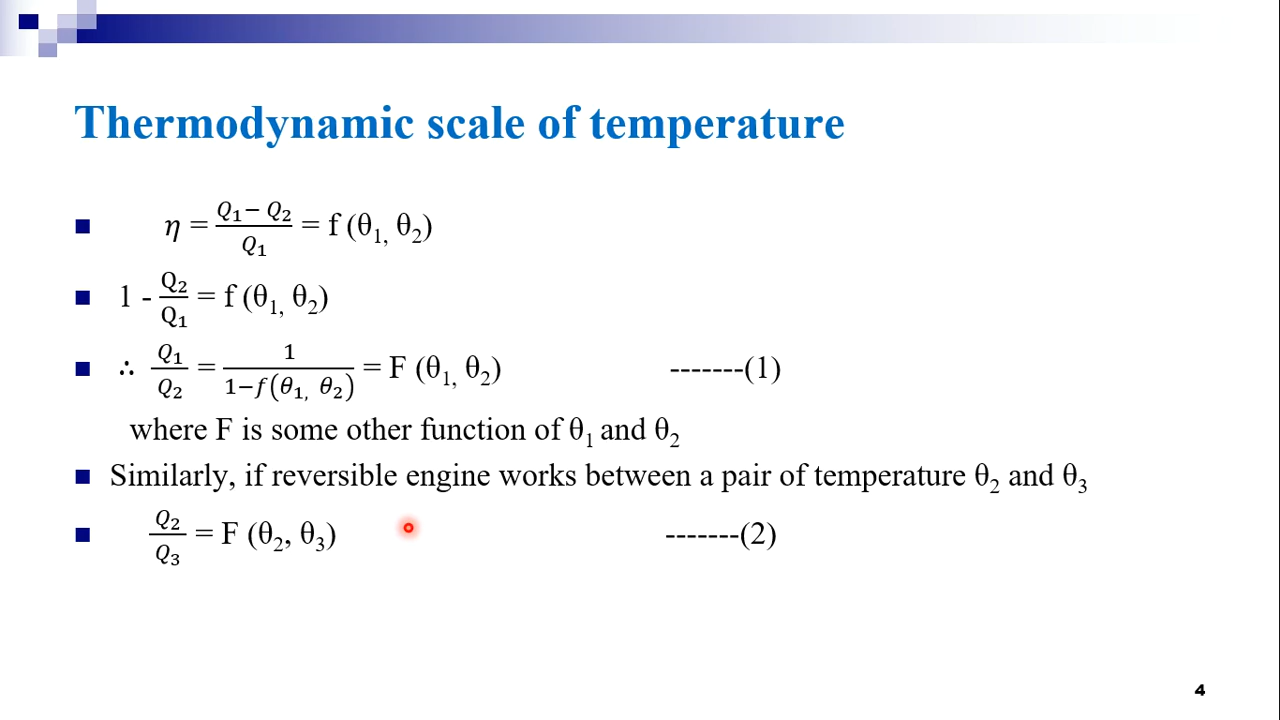 Thermodynamic scale of temperature
η = (Q₁− Q₂)/Q₁ = f (θ₁, θ₂)
1 - Q₂/Q₁ = f (θ₁, θ₂)
∴ Q₁/Q₂ = 1/(1−f(θ₁, θ₂)) = F (θ₁, θ₂) -------(1)
where F is some other function of θ₁ and θ₂
Similarly, if reversible engine works between a pair of temperature θ₂ and θ₃
Q₂/Q₃ = F (θ₂, θ₃) -------(2)
4